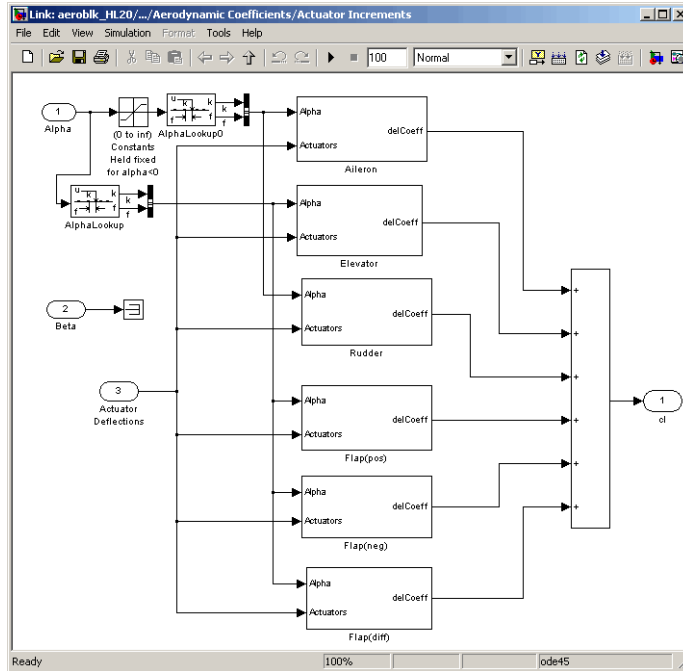 Link: aeroblk_HL20/.../Aerodynamic Coefficients/Actuator Increments
File Edit View Simulation Format Tools Help
100 Normal
1
Alpha
(0 to inf)
Constants
Held fixed
for alpha<0
u k k
f f
AlphaLookup0
u k k
f f
AlphaLookup
2
Beta
3
Actuator
Deflections
Alpha
delCoeff
Actuators
Aileron
Alpha
delCoeff
Actuators
Elevator
Alpha
delCoeff
Actuators
Rudder
Alpha
delCoeff
Actuators
Flap(pos)
Alpha
delCoeff
Actuators
Flap(neg)
Alpha
delCoeff
Actuators
Flap(diff)
+
+
+
+
+
+
1
cl
Ready 100% ode45